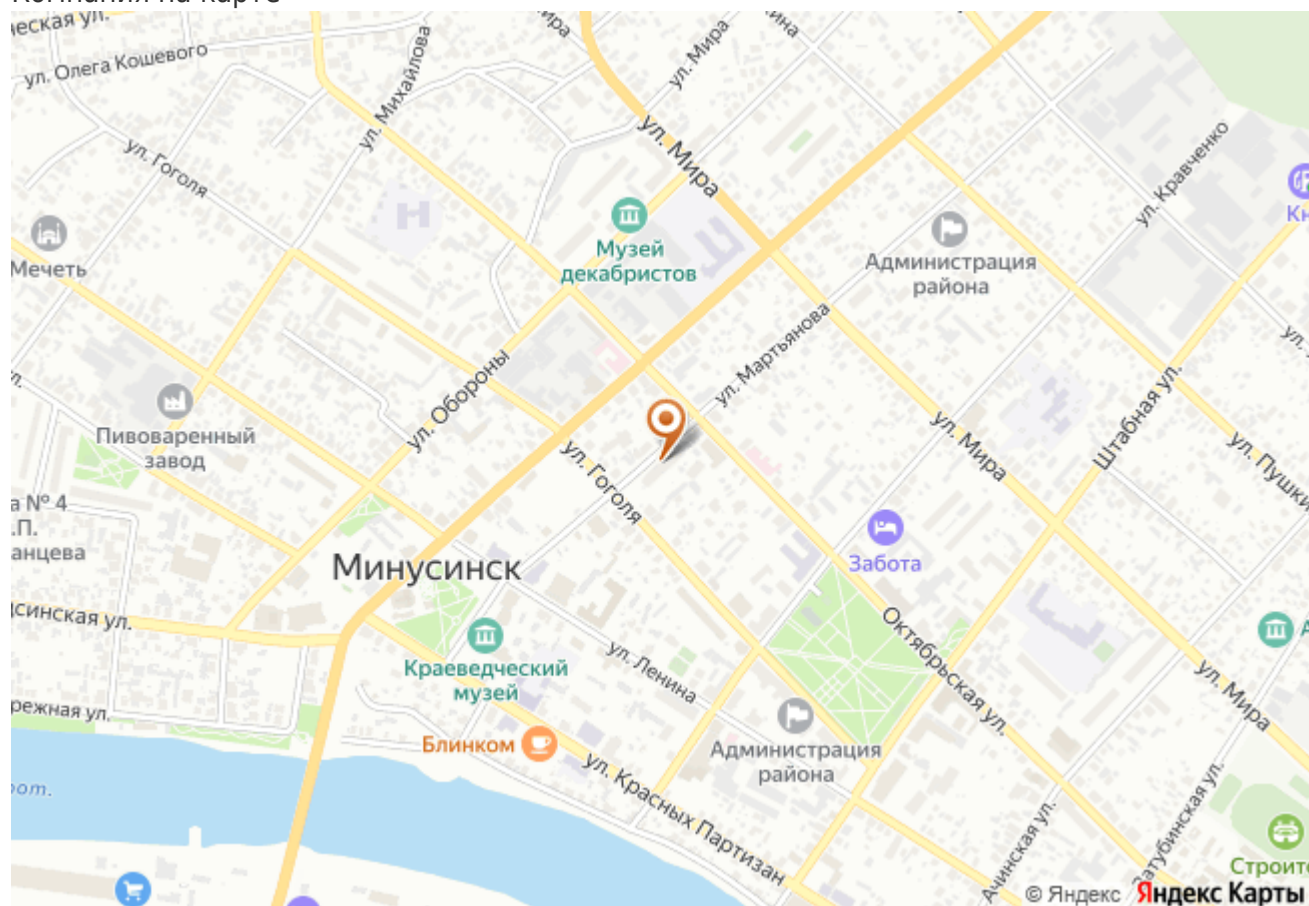 ул. Олега Кошевого
ул. Михайлова
ул. Мира
ул. Гоголя
ул. Мира
ул. Кравченко
Мечеть
Музей
декабристов
Администрация
района
ул. Мартьянова
ул. Обороны
Пивоваренный
завод
ул. Гоголя
ул. Мира
Штабная ул.
Забота
Минусинск
Октябрьская ул.
Краеведческий
музей
ул. Ленина
ул. Мира
Блинком
Администрация
района
ул. Красных Партизан
Ачинская ул.
© Яндекс Яндекс Карты